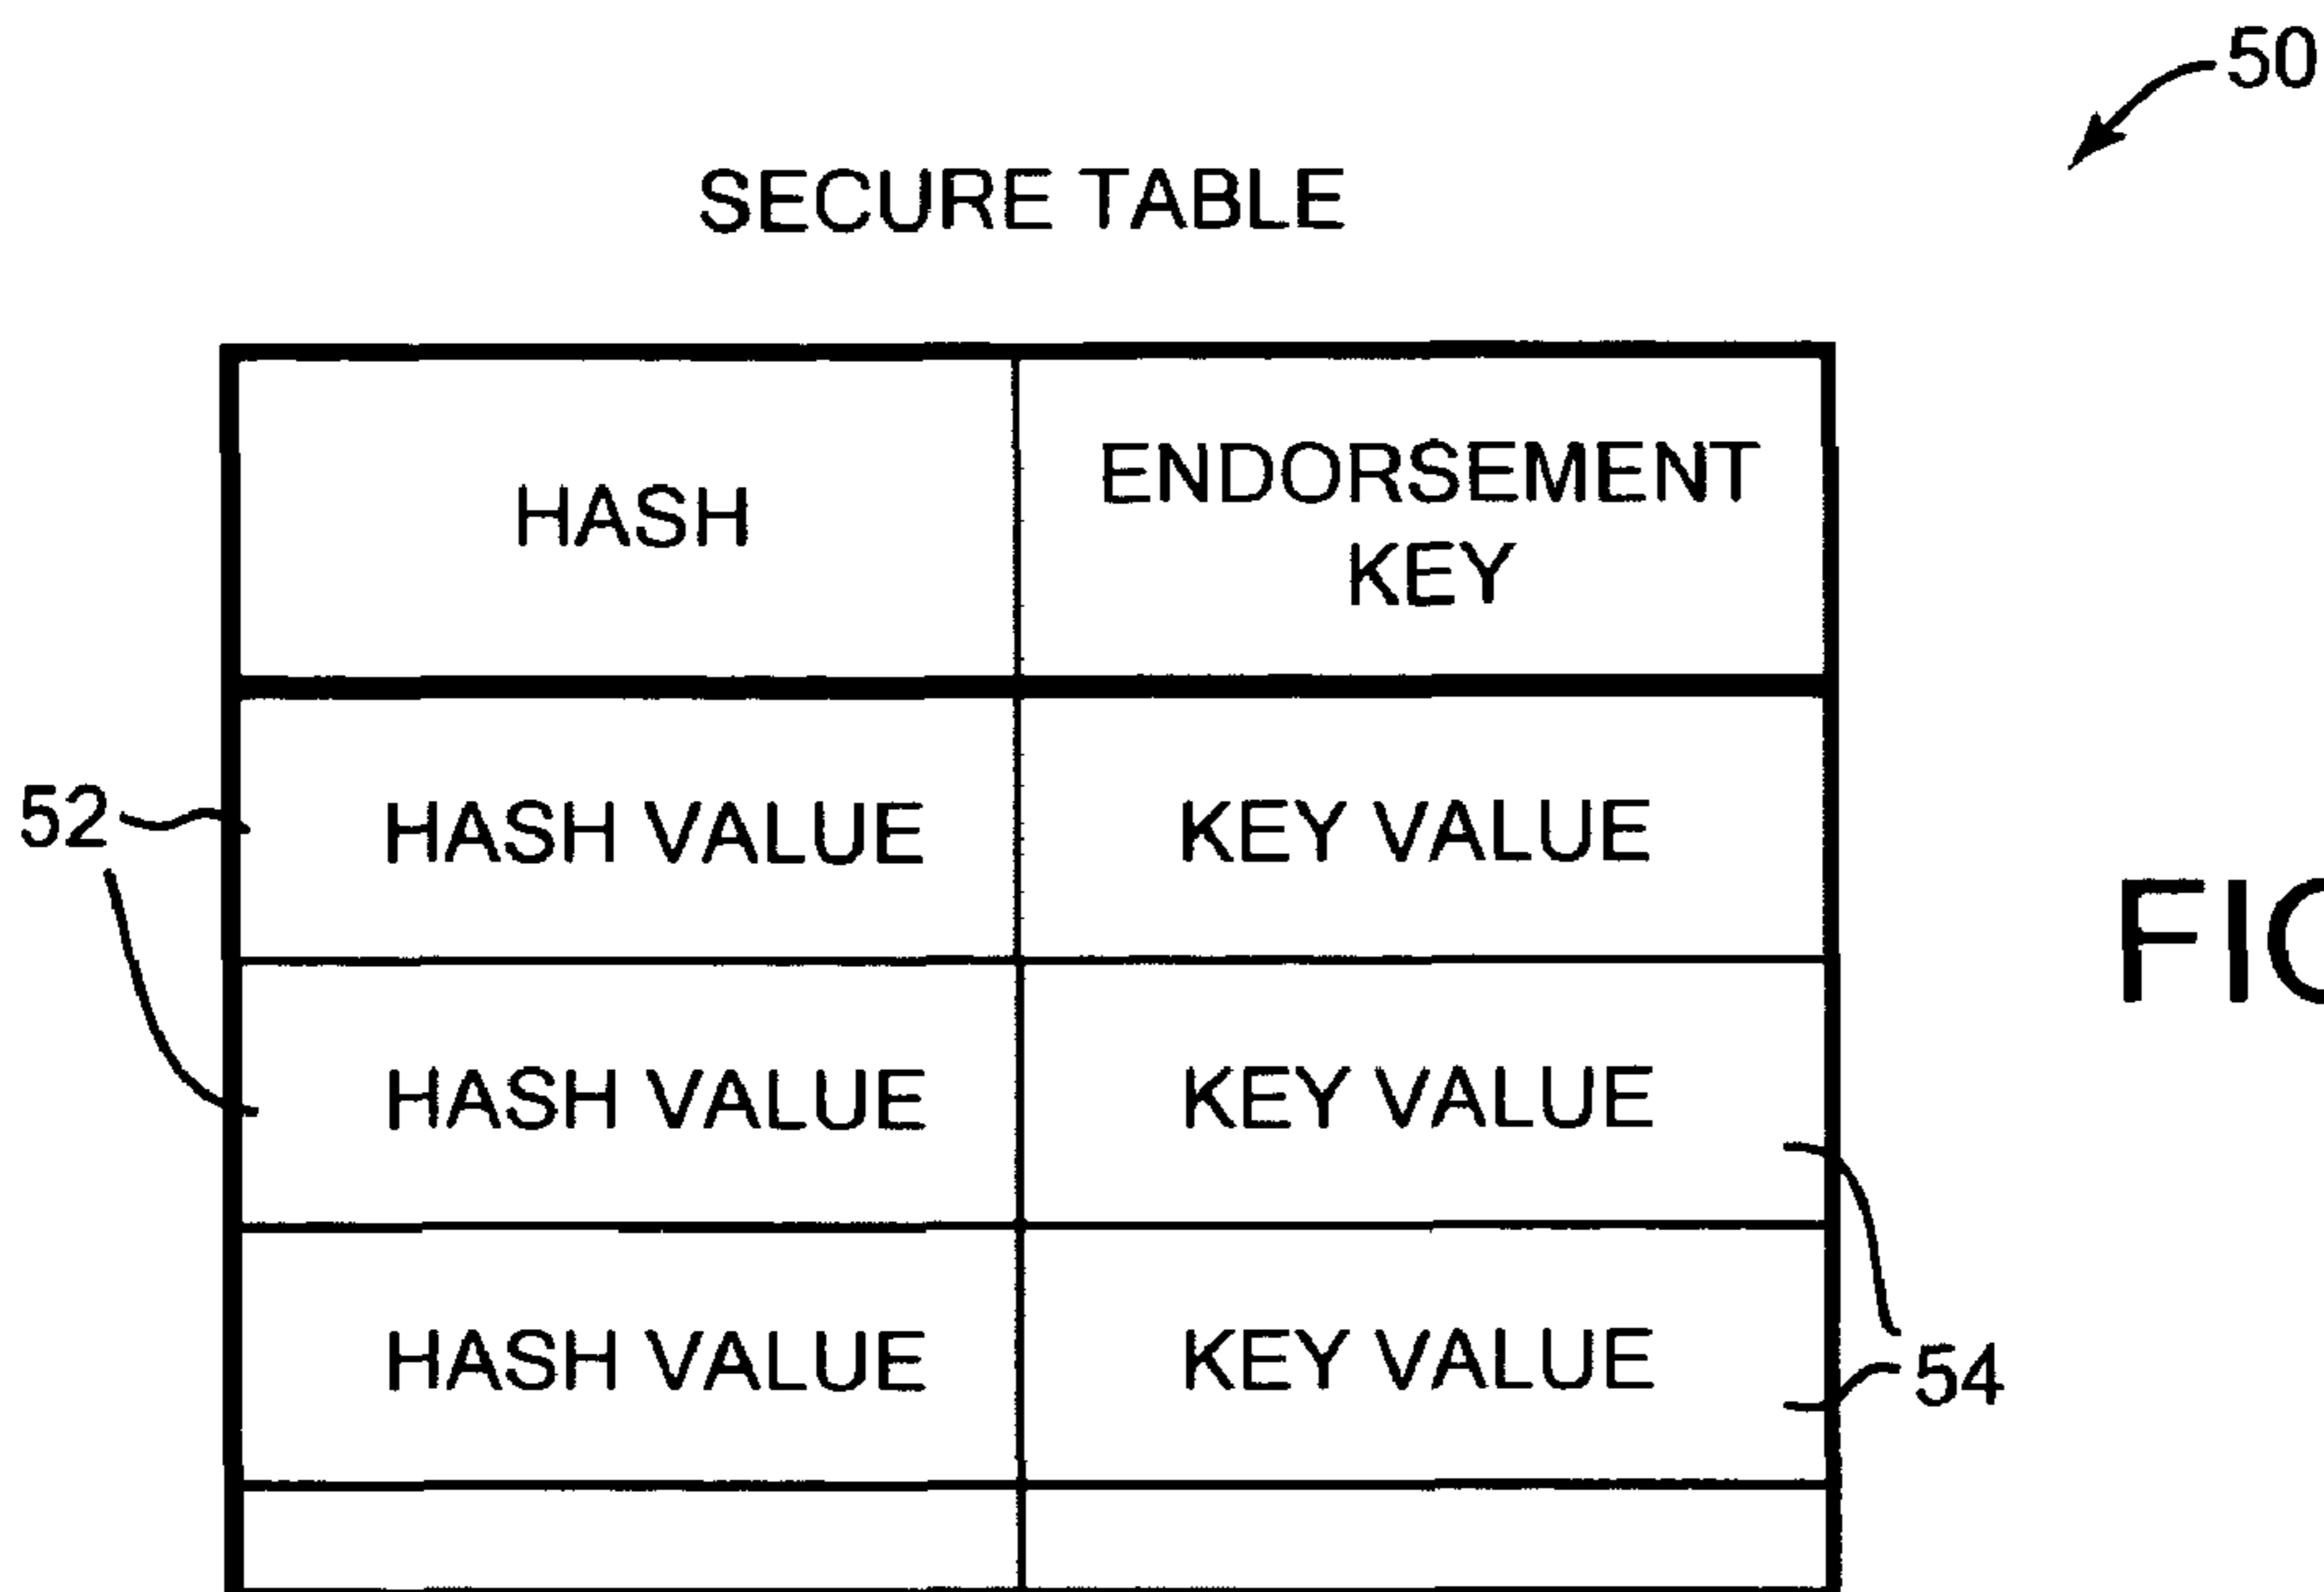 50
SECURE TABLE
HASH
ENDORSEMENT
KEY
52
HASH VALUE
KEY VALUE
HASH VALUE
KEY VALUE
HASH VALUE
KEY VALUE
54